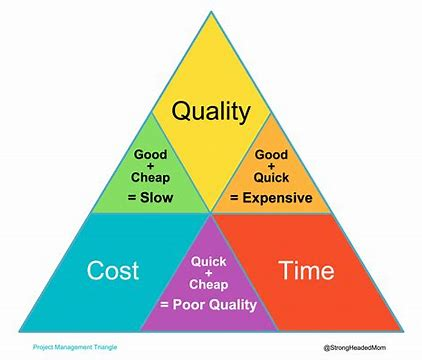 Quality
Good
+
Cheap
= Slow
Good
+
Quick
= Expensive
Cost
Quick
+
Cheap
= Poor Quality
Time
Project Management Triangle
@StrongHeadedMom